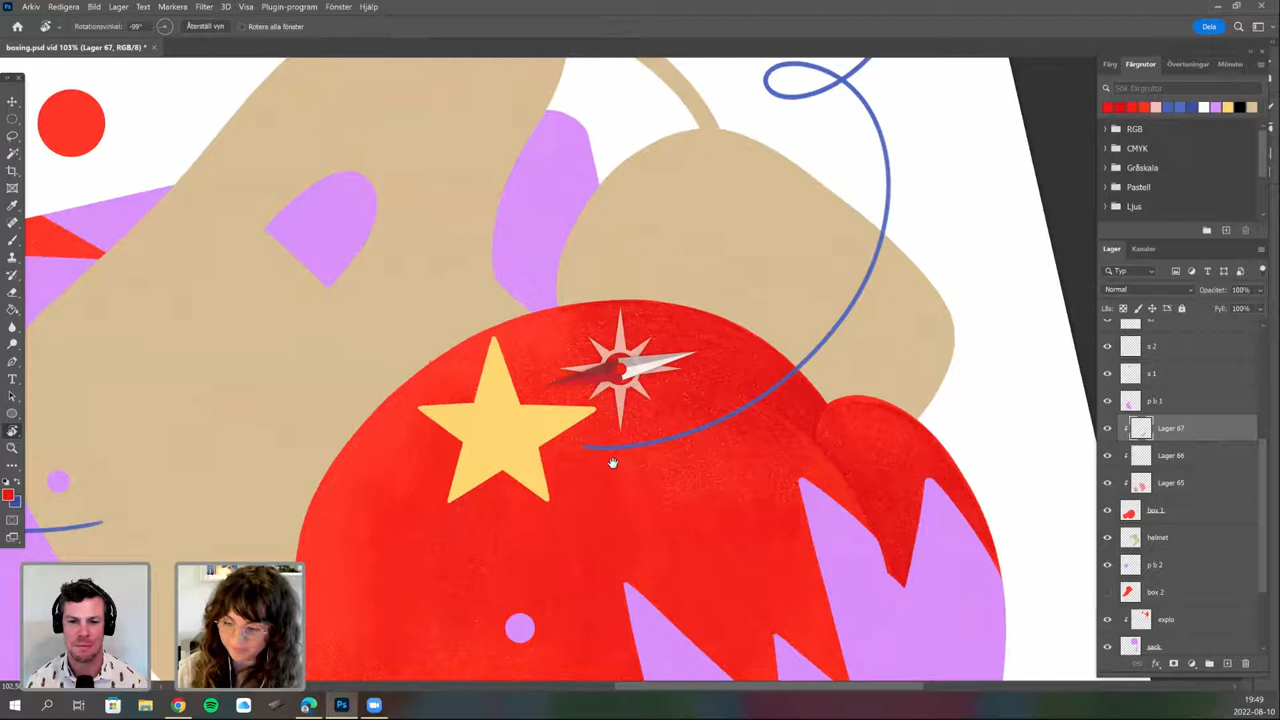 Arkiv Redigera Bild Lager Text Markera Filter 3D Visa Plugin-program Fönster Hjälp
Rotationsvinkel: -99° Återställ vyn Rotera alla fönster
Dela
boxing.psd vid 103% (Lager 67, RGB/8) *
Färg Färgrutor Övertuningar Mönster
Sök färgrutor
RGB
CMYK
Gråskala
Pastell
Ljus
Lager Kanaler
Typ
Normal Opacitet: 100%
Lås: Fyll: 100%
s 2
s 1
p b 1
Lager 67
Lager 66
Lager 65
box 1
helmet
p b 2
box 2
explo
sack
Ps
19:49
2022-08-10